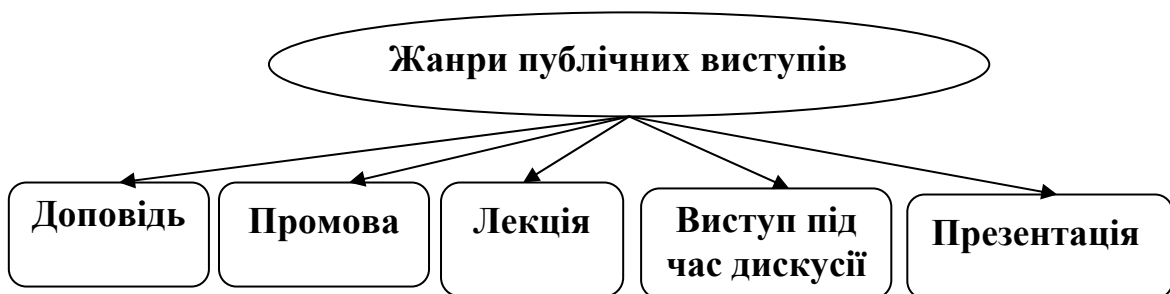 Жанри публічних виступів
Доповідь
Промова
Лекція
Виступ під
час дискусії
Презентація